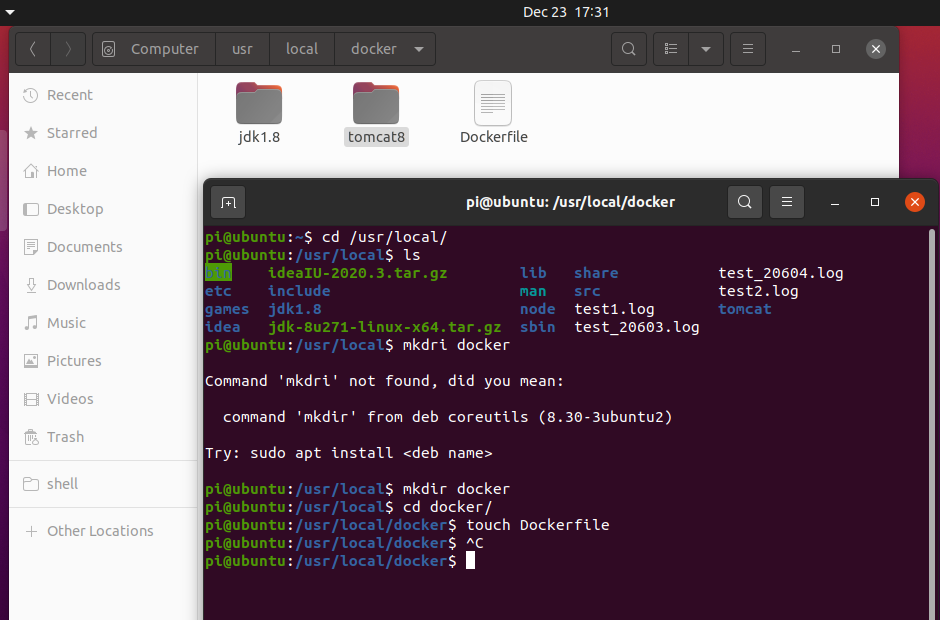 Dec 23 17:31
Computer usr local docker
Recent
Starred
Home
Desktop
Documents
Downloads
Music
Pictures
Videos
Trash
shell
Other Locations
jdk1.8 tomcat8 Dockerfile
pi@ubuntu: /usr/local/docker
pi@ubuntu:~$ cd /usr/local/
pi@ubuntu:/usr/local$ ls
bin ideaIU-2020.3.tar.gz lib share test_20604.log
etc include man src test2.log
games jdk1.8 node test1.log tomcat
idea jdk-8u271-linux-x64.tar.gz sbin test_20603.log
pi@ubuntu:/usr/local$ mkdri docker
Command 'mkdri' not found, did you mean:
command 'mkdir' from deb coreutils (8.30-3ubuntu2)
Try: sudo apt install <deb name>
pi@ubuntu:/usr/local$ mkdir docker
pi@ubuntu:/usr/local$ cd docker/
pi@ubuntu:/usr/local/docker$ touch Dockerfile
pi@ubuntu:/usr/local/docker$ ^C
pi@ubuntu:/usr/local/docker$